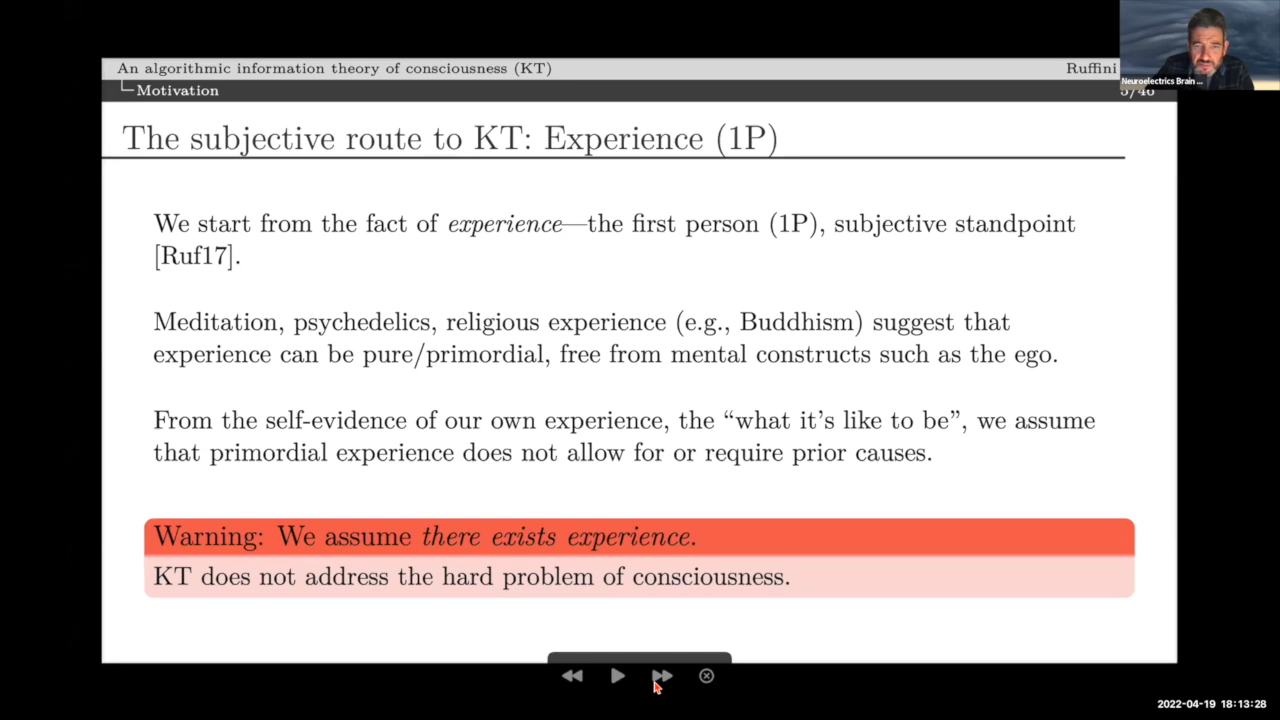 An algorithmic information theory of consciousness (KT)
Ruffini
Motivation
5/46
Neuroelectrics Brain ...
The subjective route to KT: Experience (1P)
We start from the fact of experience—the first person (1P), subjective standpoint
[Ruf17].
Meditation, psychedelics, religious experience (e.g., Buddhism) suggest that
experience can be pure/primordial, free from mental constructs such as the ego.
From the self-evidence of our own experience, the “what it’s like to be”, we assume
that primordial experience does not allow for or require prior causes.
Warning: We assume there exists experience.
KT does not address the hard problem of consciousness.
2022-04-19 18:13:28